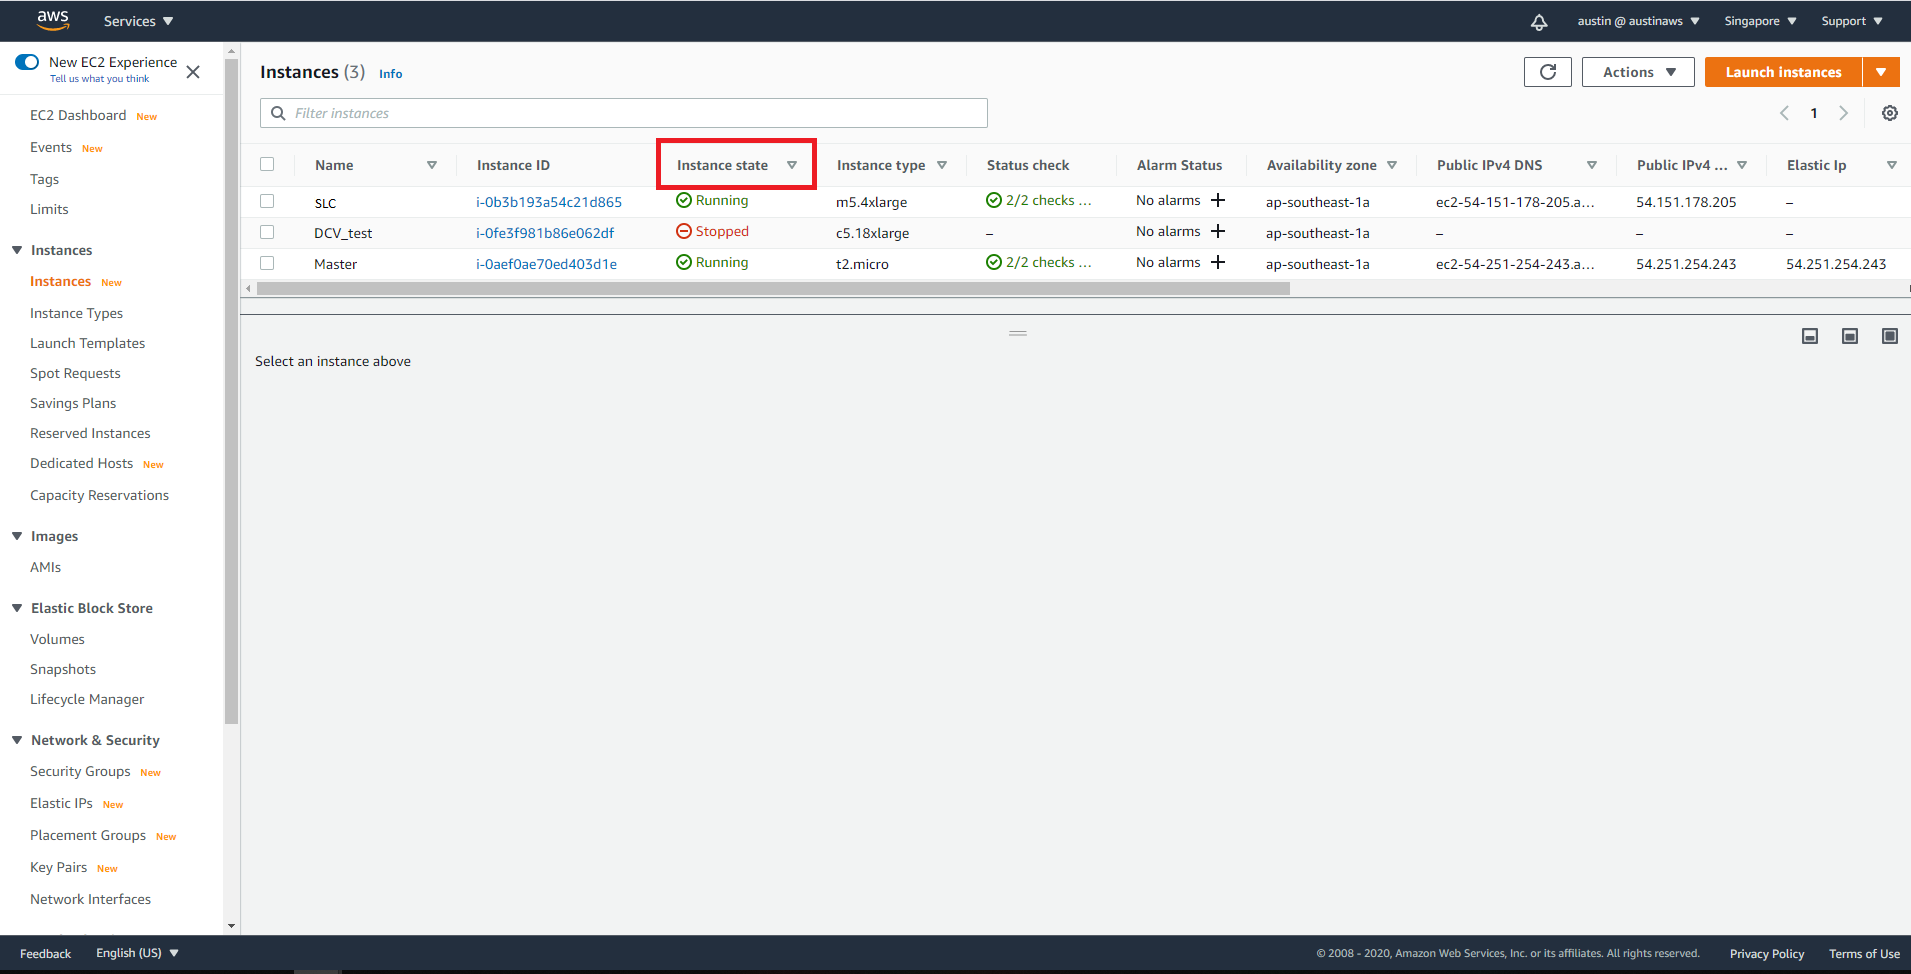 aws Services austin @ austinaws Singapore Support
New EC2 Experience
Tell us what you think
EC2 Dashboard New
Events New
Tags
Limits
Instances
Instances New
Instance Types
Launch Templates
Spot Requests
Savings Plans
Reserved Instances
Dedicated Hosts New
Capacity Reservations
Images
AMIs
Elastic Block Store
Volumes
Snapshots
Lifecycle Manager
Network & Security
Security Groups New
Elastic IPs New
Placement Groups New
Key Pairs New
Network Interfaces
Instances (3) Info Actions Launch instances
Filter instances 1
Name Instance ID Instance state Instance type Status check Alarm Status Availability zone Public IPv4 DNS Public IPv4 ... Elastic Ip
SLC i-0b3b193a54c21d865 Running m5.4xlarge 2/2 checks ... No alarms + ap-southeast-1a ec2-54-151-178-205.a... 54.151.178.205 –
DCV_test i-0fe3f981b86e062df Stopped c5.18xlarge – No alarms + ap-southeast-1a – – –
Master i-0aef0ae70ed403d1e Running t2.micro 2/2 checks ... No alarms + ap-southeast-1a ec2-54-251-254-243.a... 54.251.254.243 54.251.254.243
Select an instance above
Feedback English (US) © 2008 - 2020, Amazon Web Services, Inc. or its affiliates. All rights reserved. Privacy Policy Terms of Use